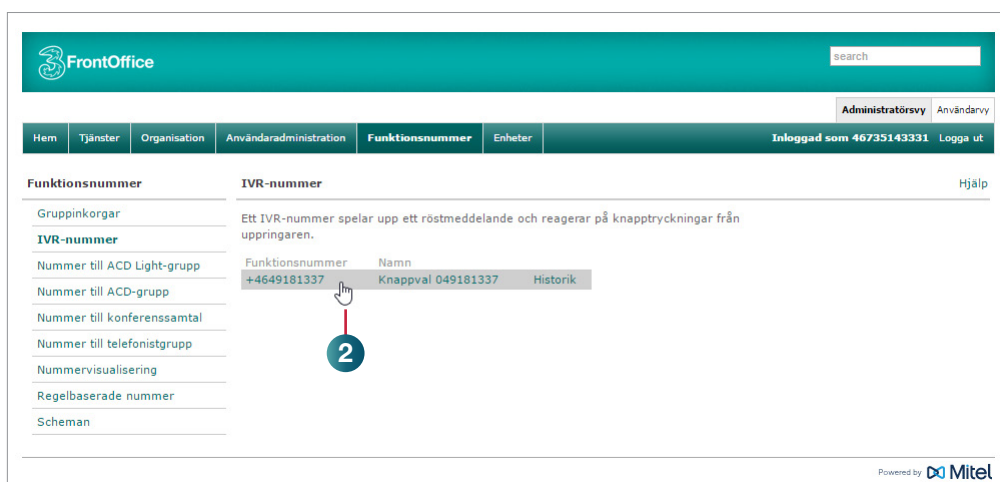 3 FrontOffice
search
Administratörsvy Användarvy
Hem Tjänster Organisation Användaradministration Funktionsnummer Enheter Inloggad som 46735143331 Logga ut
Funktionsnummer
Gruppinkorgar
IVR-nummer
Nummer till ACD Light-grupp
Nummer till ACD-grupp
Nummer till konferenssamtal
Nummer till telefonistgrupp
Nummervisualisering
Regelbaserade nummer
Scheman
IVR-nummer Hjälp
Ett IVR-nummer spelar upp ett röstmeddelande och reagerar på knapptryckningar från
uppringaren.
Funktionsnummer Namn
+4649181337 Knappval 049181337 Historik
2
Powered by Mitel